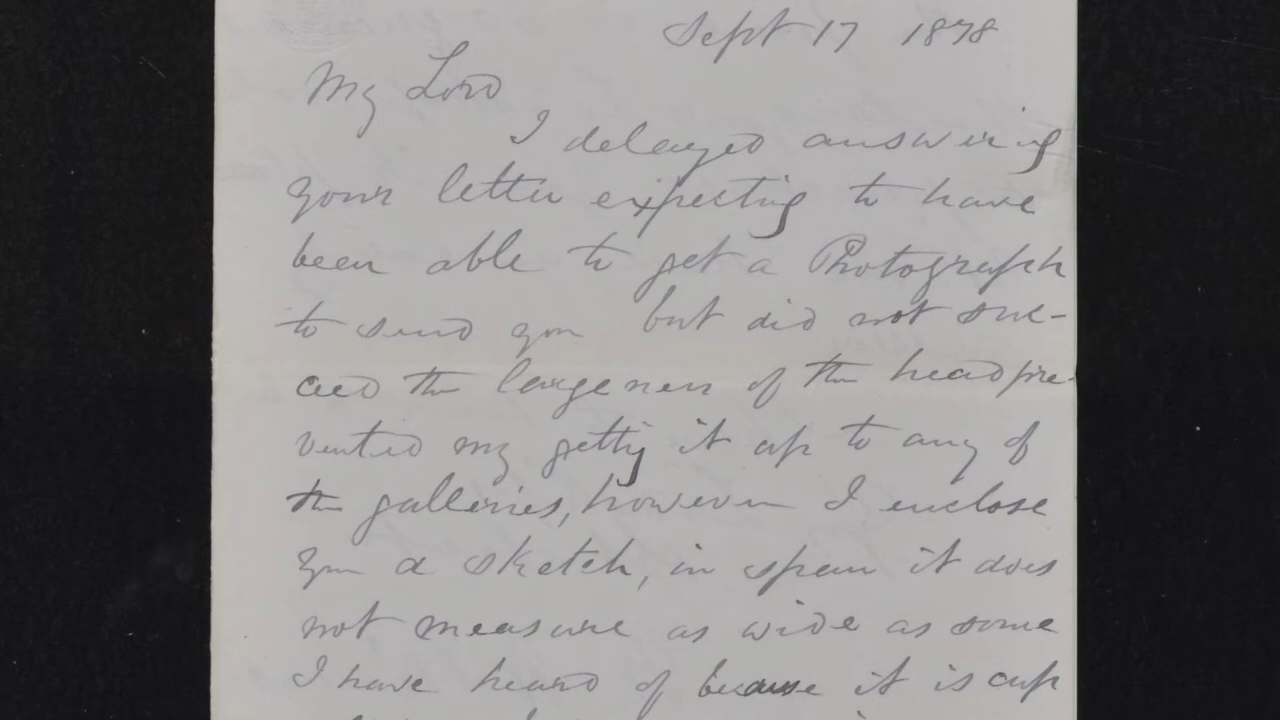 Sept 17 1878
My Lord
I delayed answering
your letter expecting to have
been able to get a Photograph
to send you but did not suc-
ceed the largeness of the head pre-
vented my getting it up to any of
the galleries, however I enclose
you a sketch, in span it does
not measure as wide as some
I have heard of because it is cup